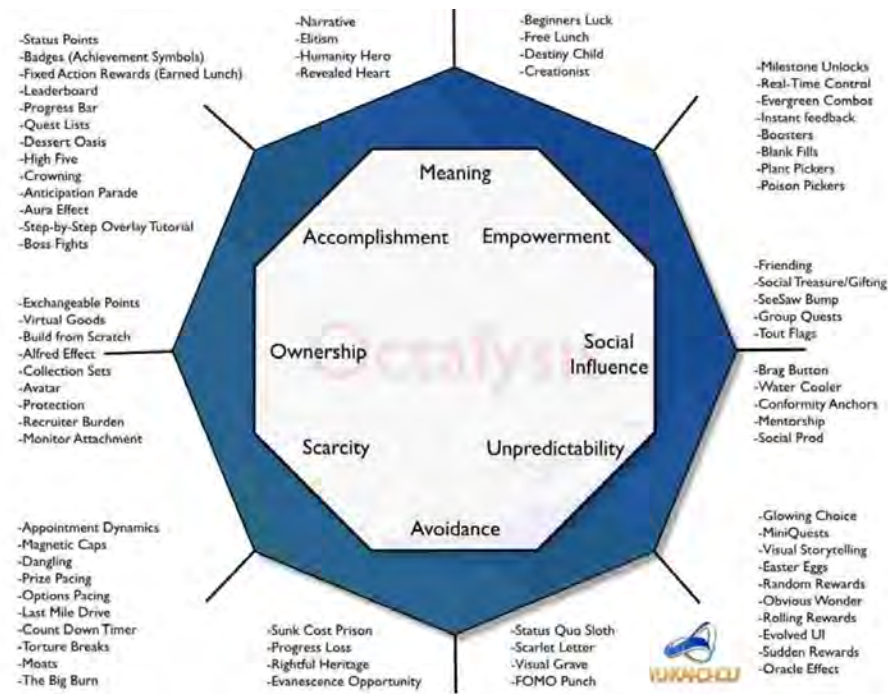 -Narrative
-Elitism
-Humanity Hero
-Revealed Heart
-Beginners Luck
-Free Lunch
-Destiny Child
-Creationist
-Status Points
-Badges (Achievement Symbols)
-Fixed Action Rewards (Earned Lunch)
-Leaderboard
-Progress Bar
-Quest Lists
-Dessert Oasis
-High Five
-Crowning
-Anticipation Parade
-Aura Effect
-Step-by-Step Overlay Tutorial
-Boss Fights
-Milestone Unlocks
-Real-Time Control
-Evergreen Combos
-Instant feedback
-Boosters
-Blank Fills
-Plant Pickers
-Poison Pickers
Meaning
Accomplishment
Empowerment
Ownership
Octalysis
Social
Influence
Scarcity
Unpredictability
Avoidance
-Exchangeable Points
-Virtual Goods
-Build from Scratch
-Alfred Effect
-Collection Sets
-Avatar
-Protection
-Recruiter Burden
-Monitor Attachment
-Friending
-Social Treasure/Gifting
-SeeSaw Bump
-Group Quests
-Tout Flags
-Brag Button
-Water Cooler
-Conformity Anchors
-Mentorship
-Social Prod
-Appointment Dynamics
-Magnetic Caps
-Dangling
-Prize Pacing
-Options Pacing
-Last Mile Drive
-Count Down Timer
-Torture Breaks
-Moats
-The Big Burn
-Sunk Cost Prison
-Progress Loss
-Rightful Heritage
-Evanescence Opportunity
-Status Quo Sloth
-Scarlet Letter
-Visual Grave
-FOMO Punch
YUKAICHOU
-Glowing Choice
-MiniQuests
-Visual Storytelling
-Easter Eggs
-Random Rewards
-Obvious Wonder
-Rolling Rewards
-Evolved UI
-Sudden Rewards
-Oracle Effect